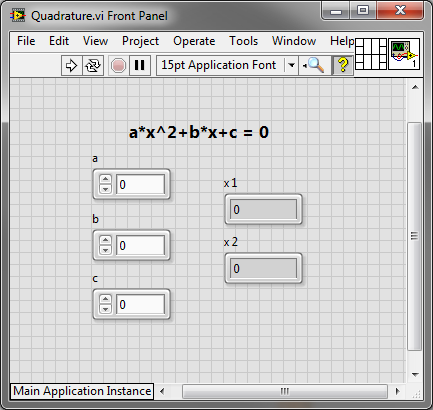 Quadrature.vi Front Panel
File Edit View Project Operate Tools Window Help
15pt Application Font
?
1
a*x^2+b*x+c = 0
a
0
x1
0
b
0
x2
0
c
0
Main Application Instance